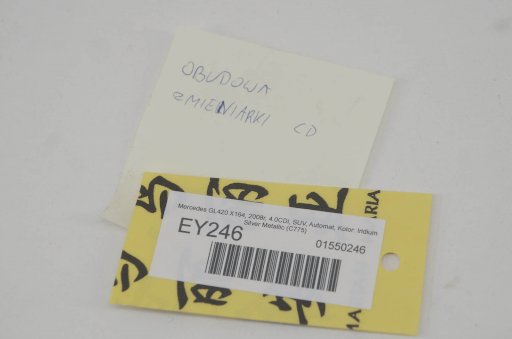 OBUDOWA
ZMIENIARKI CD
Mercedes GL420 X164, 2008r, 4.0CDI, SUV, Automat, Kolor: Iridium
Silver Metallic (C775)
EY246
01550246